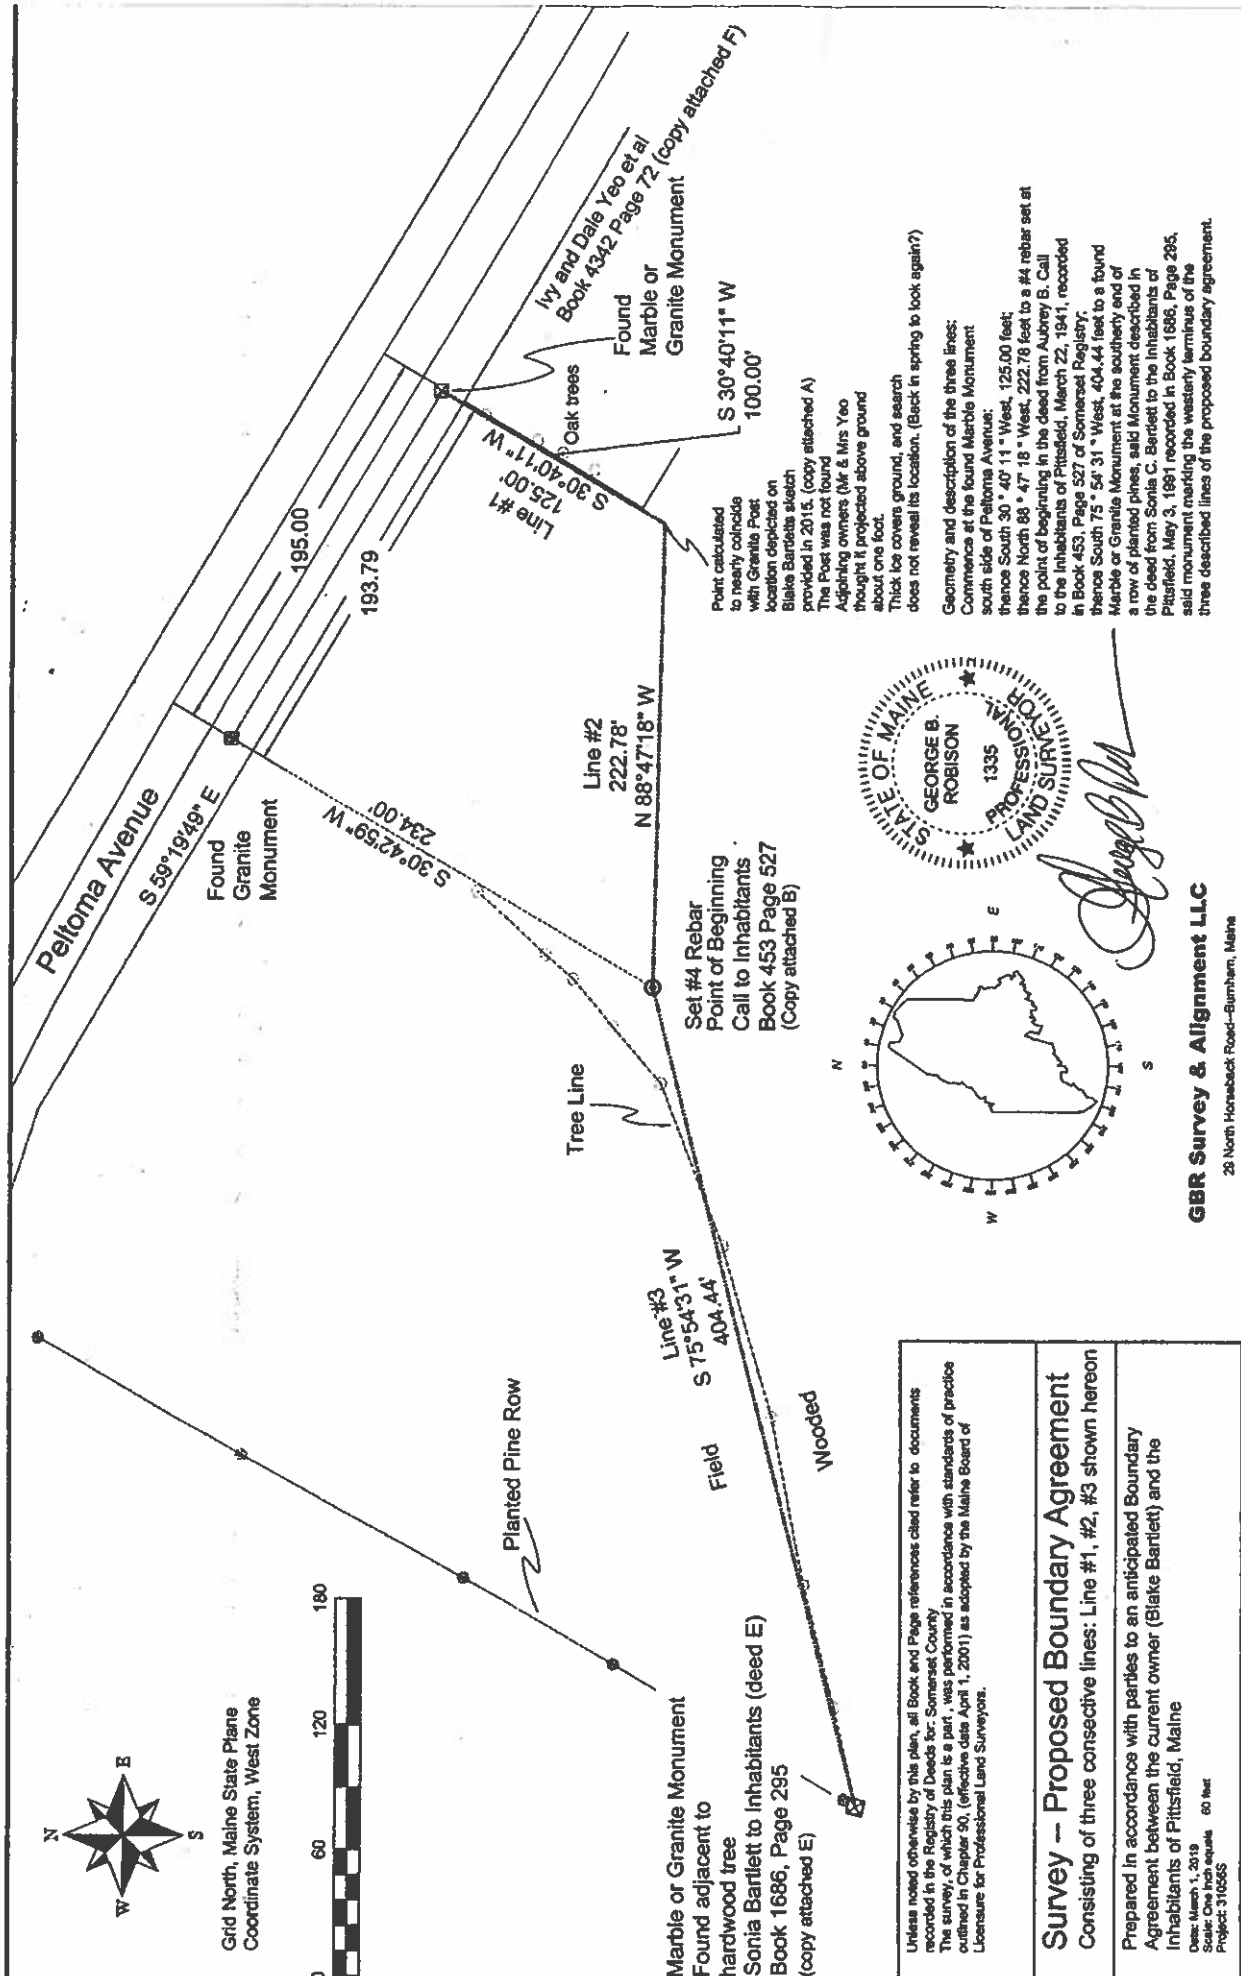 N
W
E
S
Grid North, Maine State Plane
Coordinate System, West Zone
60
120
180
Peltoma Avenue
S 59°19'49" E
195.00
193.79
Found
Granite
Monument
S 30°42'59" W
234.00'
Ivy and Dale Yeo et al
Book 4342 Page 72 (copy attached F)
Found
Marble or
Granite Monument
Oak trees
Line #1
125.00'
S 30°40'11" W
S 30°40'11" W
100.00'
Point calculated
to nearly coincide
with Granite Post
location depicted on
Blake Bartletts sketch
provided in 2015. (copy attached A)
The Post was not found
Adjoining owners (Mr & Mrs Yeo
thought it projected above ground
about one foot.
Thick ice covers ground, and search
does not reveal its location. (Back in spring to look again?)
Line #2
222.78'
N 88°47'18" W
Set #4 Rebar
Point of Beginning
Call to Inhabitants
Book 453 Page 527
(Copy attached B)
Tree Line
Line #3
S 75°54'31" W
404.44'
Planted Pine Row
Field
Wooded
Marble or Granite Monument
Found adjacent to
hardwood tree
Sonia Bartlett to Inhabitants (deed E)
Book 1686, Page 295
(copy attached E)
Geometry and description of the three lines:
Commence at the found Marble Monument
south side of Peltoma Avenue:
thence South 30 ° 40 ' 11 " West, 125.00 feet;
thence North 88 ° 47 ' 18 " West, 222.78 feet to a #4 rebar set at
the point of beginning in the deed from Aubrey B. Call
to the Inhabitants of Pittsfield, March 22, 1941, recorded
in Book 453, Page 527 of Somerset Registry;
thence South 75 ° 54 ' 31 " West, 404.44 feet to a found
Marble or Granite Monument at the southerly end of
a row of planted pines, said Monument described in
the deed from Sonia C. Bartlett to the Inhabitants of
Pittsfield, May 3, 1991 recorded in Book 1686, Page 295,
said monument marking the westerly terminus of the
three described lines of the proposed boundary agreement.
STATE OF MAINE
GEORGE B.
ROBISON
1335
PROFESSIONAL
LAND SURVEYOR
N
E
S
W
GBR Survey & Alignment LLC
28 North Horseback Road--Burnham, Maine
Unless noted otherwise by this plan, all Book and Page references cited refer to documents
recorded in the Registry of Deeds for: Somerset County
The survey, of which this plan is a part , was performed in accordance with standards of practice
outlined in Chapter 90, (effective date April 1, 2001) as adopted by the Maine Board of
Licensure for Professional Land Surveyors.
Survey -- Proposed Boundary Agreement
Consisting of three consective lines: Line #1, #2, #3 shown hereon
Prepared in accordance with parties to an anticipated Boundary
Agreement between the current owner (Blake Bartlett) and the
Inhabitants of Pittsfield, Maine
Date: March 1, 2019
Scale: One inch equals 60 feet
Project: 31056S